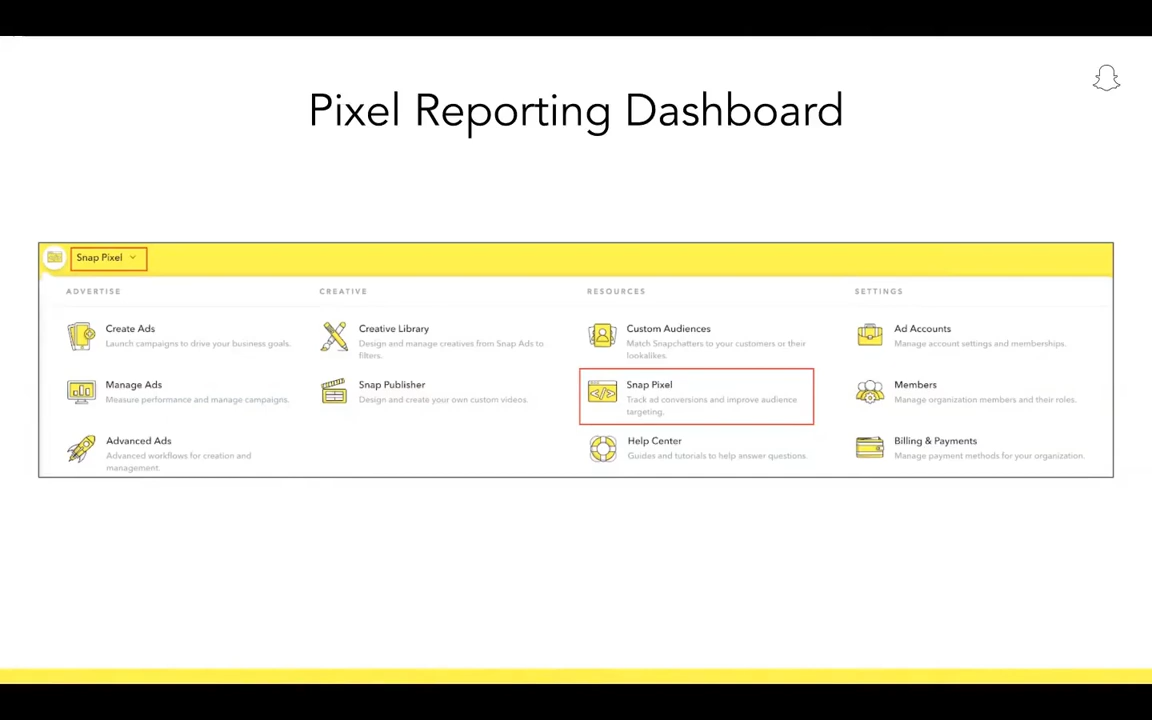 Pixel Reporting Dashboard
Snap Pixel
ADVERTISE
Create Ads
Launch campaigns to drive your business goals.
Manage Ads
Measure performance and manage campaigns.
Advanced Ads
Advanced workflows for creation and
management.
CREATIVE
Creative Library
Design and manage creatives from Snap Ads to
filters.
Snap Publisher
Design and create your own custom videos.
RESOURCES
Custom Audiences
Match Snapchatters to your customers or their
lookalikes.
Snap Pixel
Track ad conversions and improve audience
targeting.
Help Center
Guides and tutorials to help answer questions.
SETTINGS
Ad Accounts
Manage account settings and memberships.
Members
Manage organization members and their roles.
Billing & Payments
Manage payment methods for your organization.